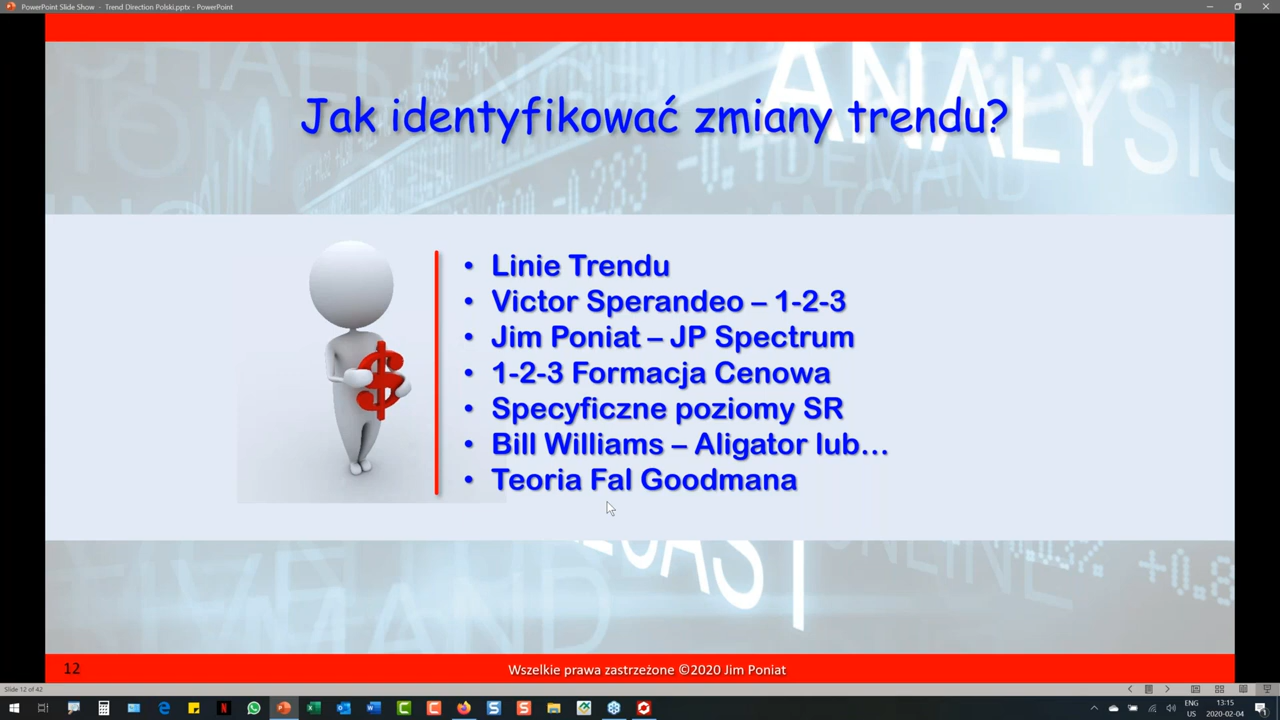 PowerPoint Slide Show - Trend Direction Polski.pptx - PowerPoint
ANALYSIS
DEMAND
Jak identyfikować zmiany trendu?
• Linie Trendu
• Victor Sperandeo – 1-2-3
• Jim Poniat – JP Spectrum
• 1-2-3 Formacja Cenowa
• Specyficzne poziomy SR
• Bill Williams – Aligator lub...
• Teoria Fal Goodmana
12
Wszelkie prawa zastrzeżone ©2020 Jim Poniat
Slide 12 of 42
ENG
US
13:15
2020-02-04